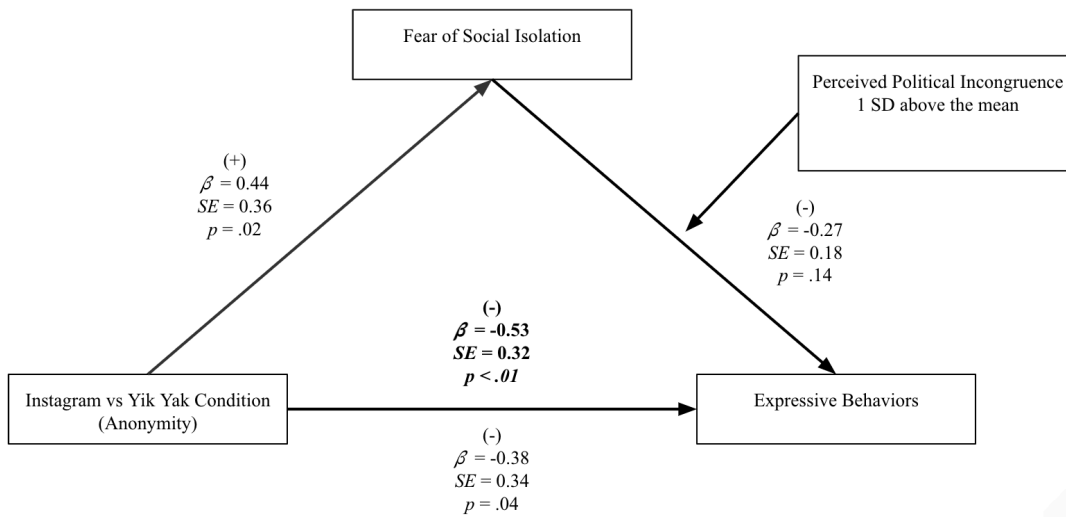 Fear of Social Isolation
Perceived Political Incongruence
1 SD above the mean
(+)
β = 0.44
SE = 0.36
p = .02
(-)
β = -0.27
SE = 0.18
p = .14
(-)
β = -0.53
SE = 0.32
p < .01
Instagram vs Yik Yak Condition
(Anonymity)
Expressive Behaviors
(-)
β = -0.38
SE = 0.34
p = .04